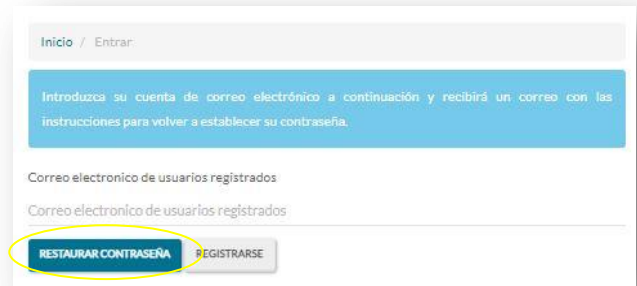 Inicio / Entrar
Introduzca su cuenta de correo electrónico a continuación y recibirá un correo con las
instrucciones para volver a establecer su contraseña.
Correo electronico de usuarios registrados
Correo electronico de usuarios registrados
RESTAURAR CONTRASEÑA REGISTRARSE